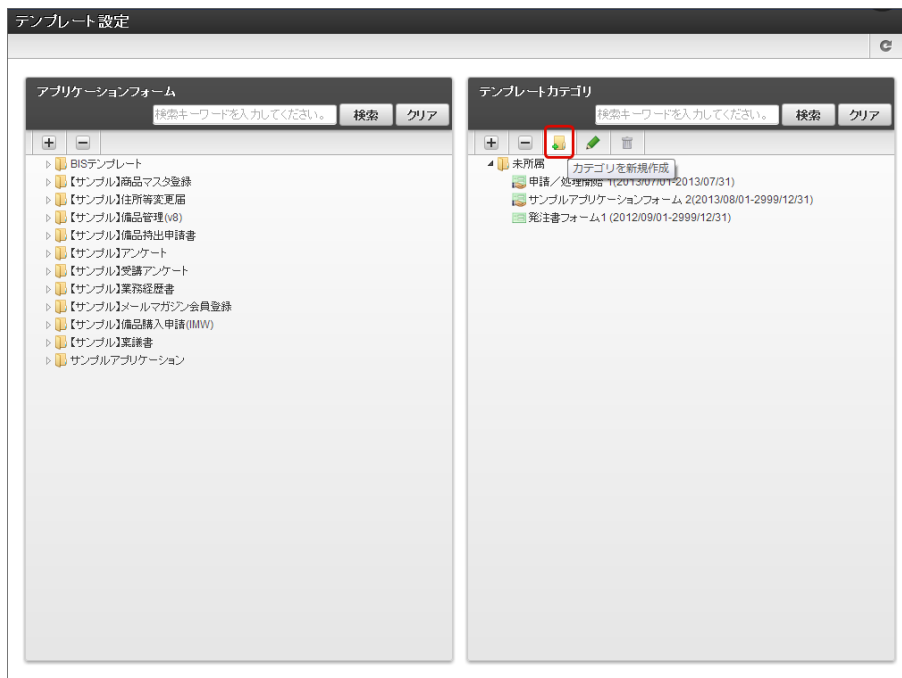 テンプレート設定
アプリケーションフォーム
検索キーワードを入力してください。 検索 クリア
BISテンプレート
【サンプル】商品マスタ登録
【サンプル】住所等変更届
【サンプル】備品管理(v8)
【サンプル】備品持出申請書
【サンプル】アンケート
【サンプル】受講アンケート
【サンプル】業務経歴書
【サンプル】メールマガジン会員登録
【サンプル】備品購入申請(IMW)
【サンプル】稟議書
サンプルアプリケーション
テンプレートカテゴリ
検索キーワードを入力してください。 検索 クリア
未所属
カテゴリを新規作成
申請／処理開始 1(2013/07/01-2013/07/31)
サンプルアプリケーションフォーム 2(2013/08/01-2999/12/31)
発注書フォーム1 (2012/09/01-2999/12/31)